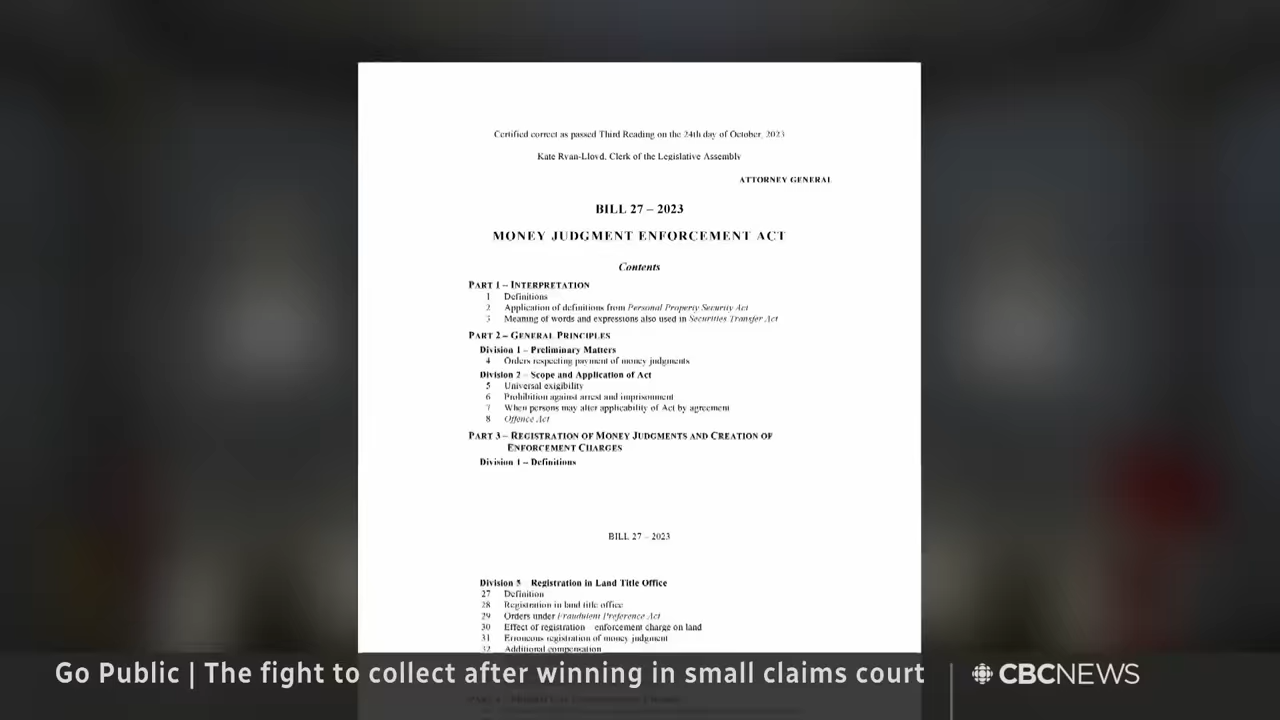 Certified correct as passed Third Reading on the 24th day of October, 2023
Kate Ryan-Lloyd, Clerk of the Legislative Assembly
ATTORNEY GENERAL
BILL 27 – 2023
MONEY JUDGMENT ENFORCEMENT ACT
Contents
PART 1 – INTERPRETATION
1 Definitions
2 Application of definitions from Personal Property Security Act
3 Meaning of words and expressions also used in Securities Transfer Act
PART 2 – GENERAL PRINCIPLES
Division 1 – Preliminary Matters
4 Orders respecting payment of money judgments
Division 2 – Scope and Application of Act
5 Universal exigibility
6 Prohibition against arrest and imprisonment
7 When persons may alter applicability of Act by agreement
8 Offence Act
PART 3 – REGISTRATION OF MONEY JUDGMENTS AND CREATION OF
ENFORCEMENT CHARGES
Division 1 – Definitions
BILL 27 – 2023
Division 5 Registration in Land Title Office
27 Definition
28 Registration in land title office
29 Orders under Fraudulent Preference Act
30 Effect of registration enforcement charge on land
31 Erroneous registration of money judgment
32 Additional compensation
Go Public | The fight to collect after winning in small claims court
CBCNEWS